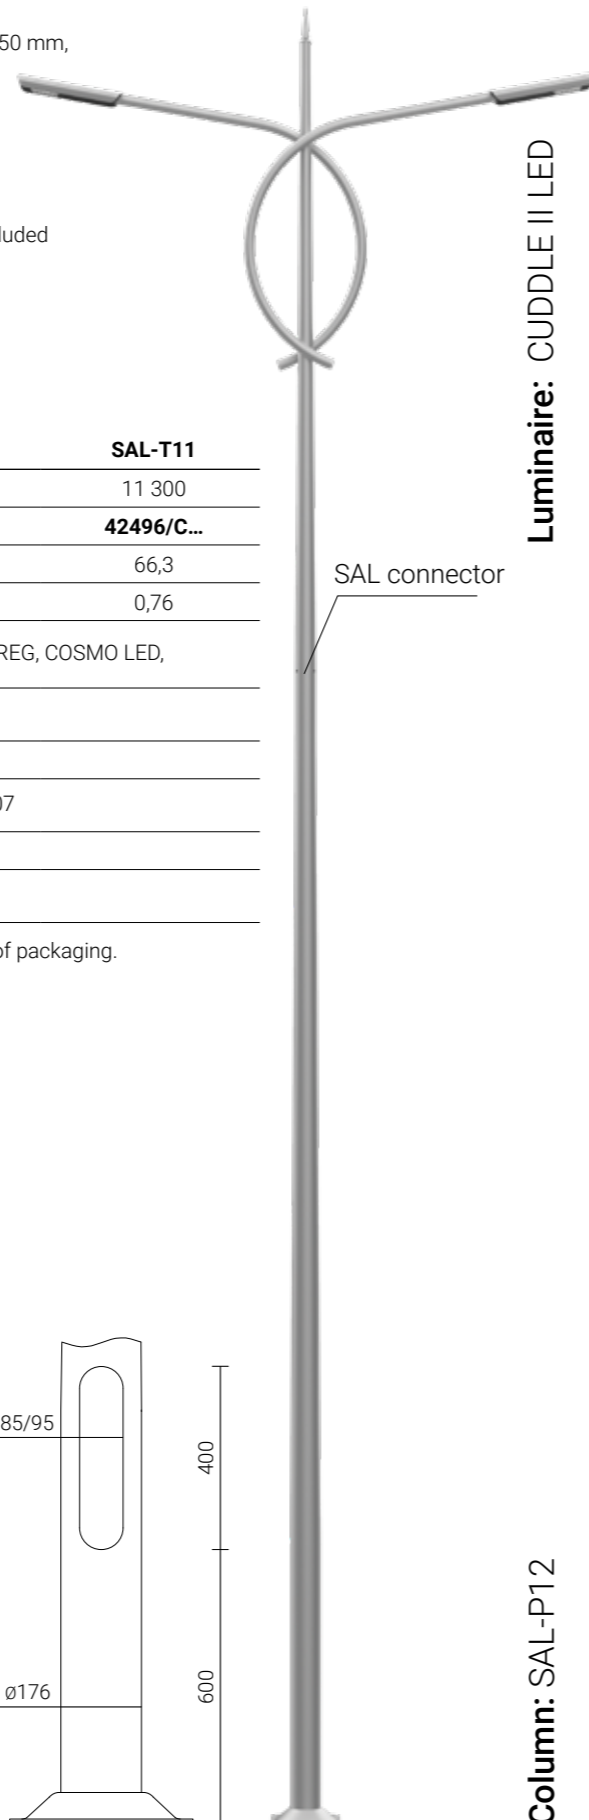 50 mm,
luded
SAL-T11
11 300
42496/C...
66,3
0,76
REG, COSMO LED,
07
of packaging.
Luminaire: CUDDLE II LED
SAL connector
85/95
400
600
ø176
Column: SAL-P12